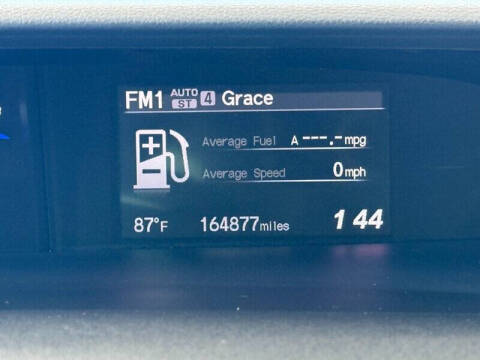 FM1 AUTO ST 4 Grace
Average Fuel A ---.- mpg
Average Speed 0 mph
87°F 164877 miles 1 44